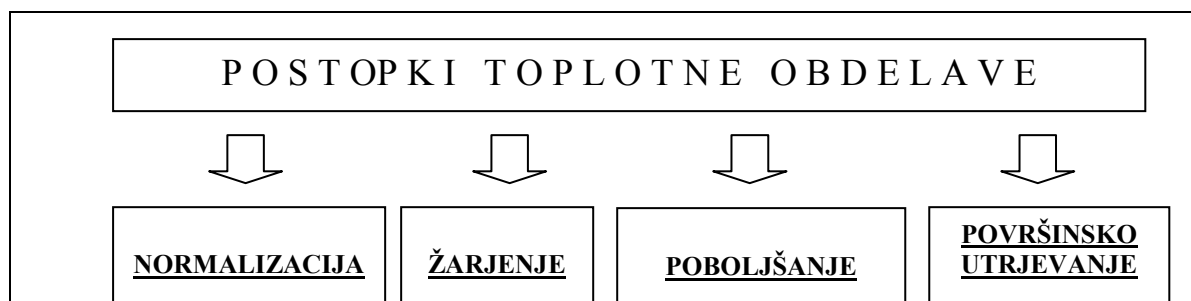 POSTOPKI TOPLOTNE OBDELAVE
NORMALIZACIJA
ŽARJENJE
POBOLJŠANJE
POVRŠINSKO
UTRJEVANJE